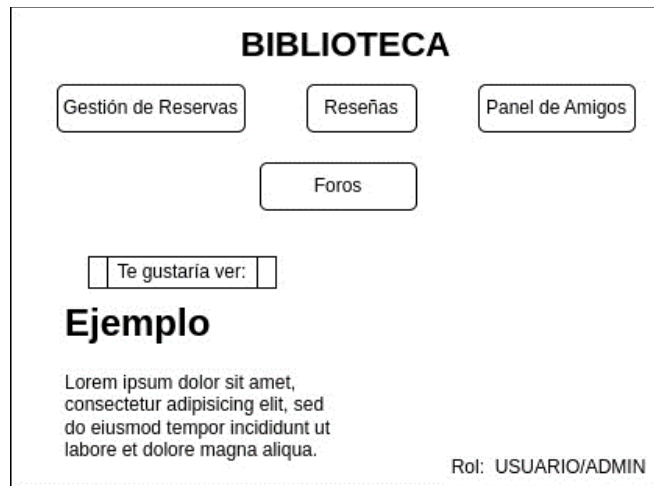 BIBLIOTECA
Gestión de Reservas
Reseñas
Panel de Amigos
Foros
Te gustaría ver:
Ejemplo
Lorem ipsum dolor sit amet,
consectetur adipisicing elit, sed
do eiusmod tempor incididunt ut
labore et dolore magna aliqua.
Rol: USUARIO/ADMIN